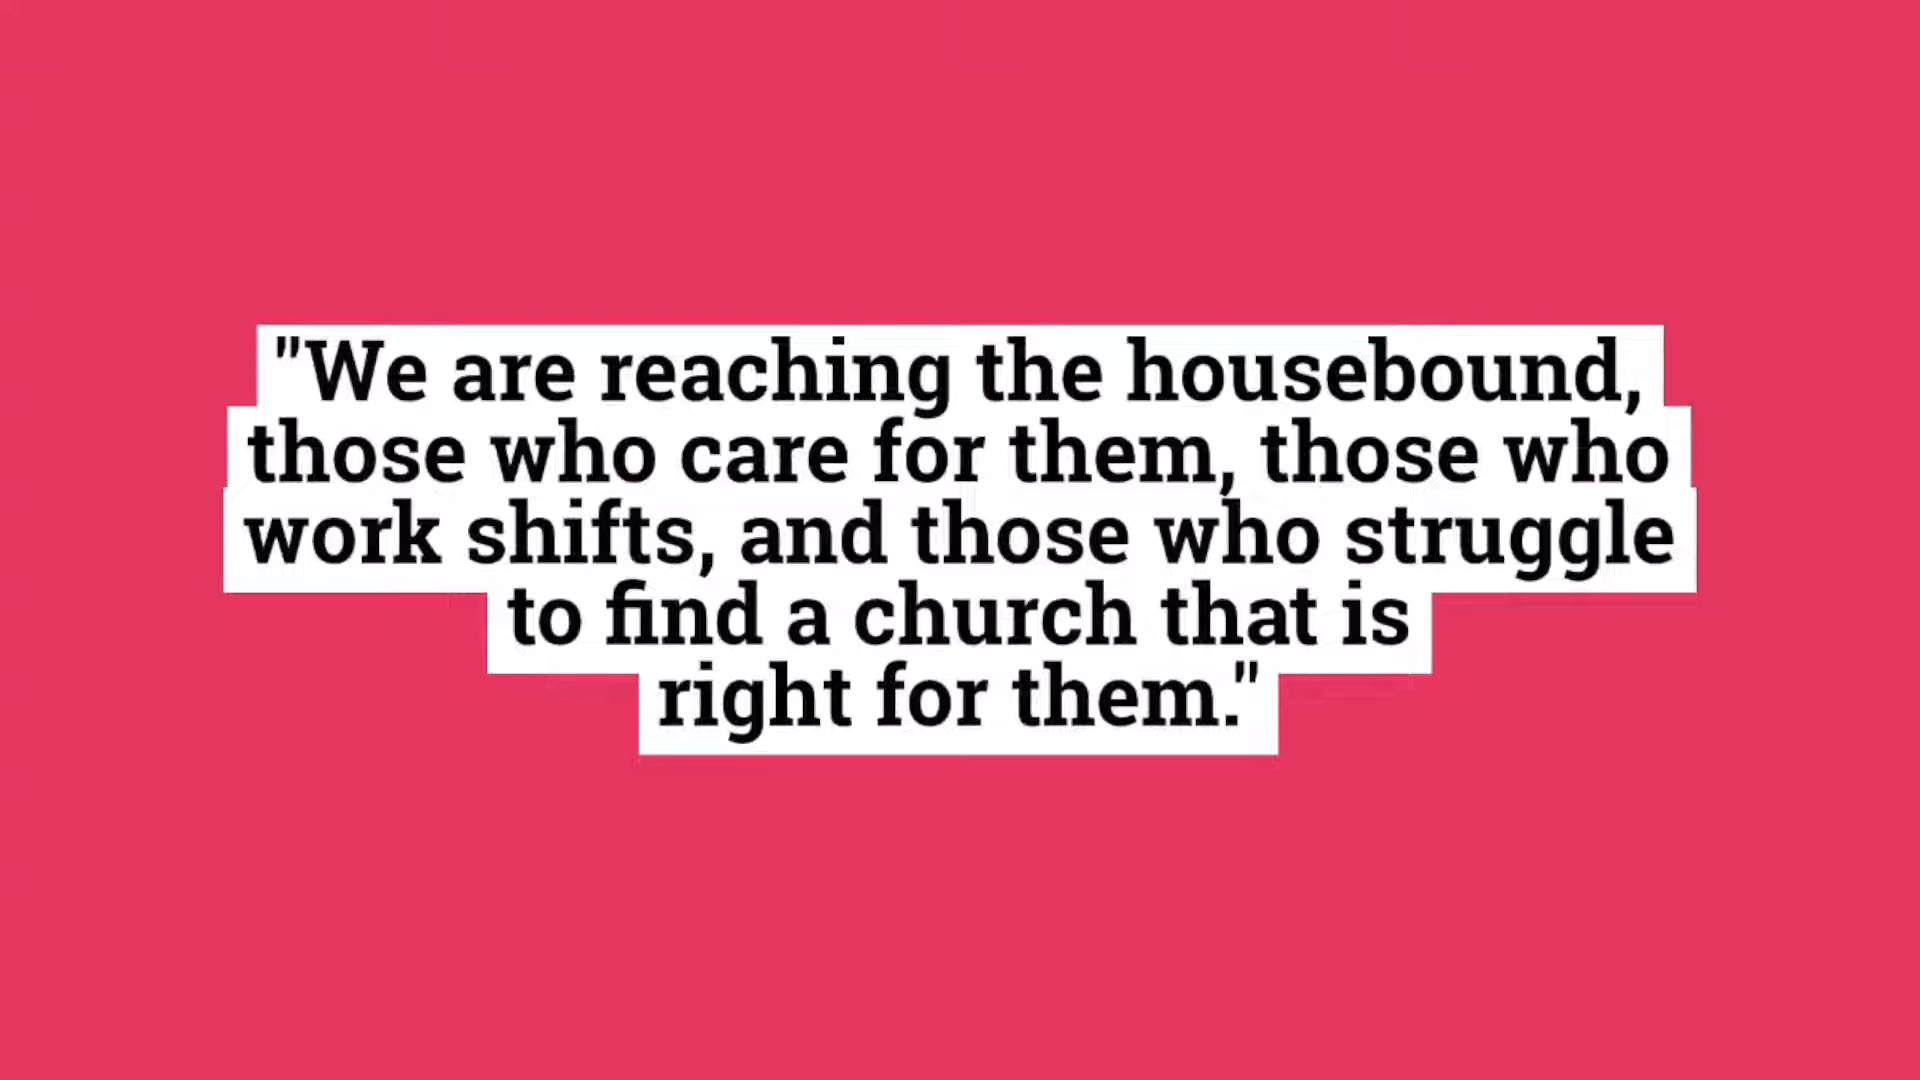 "We are reaching the housebound,
those who care for them, those who
work shifts, and those who struggle
to find a church that is
right for them."